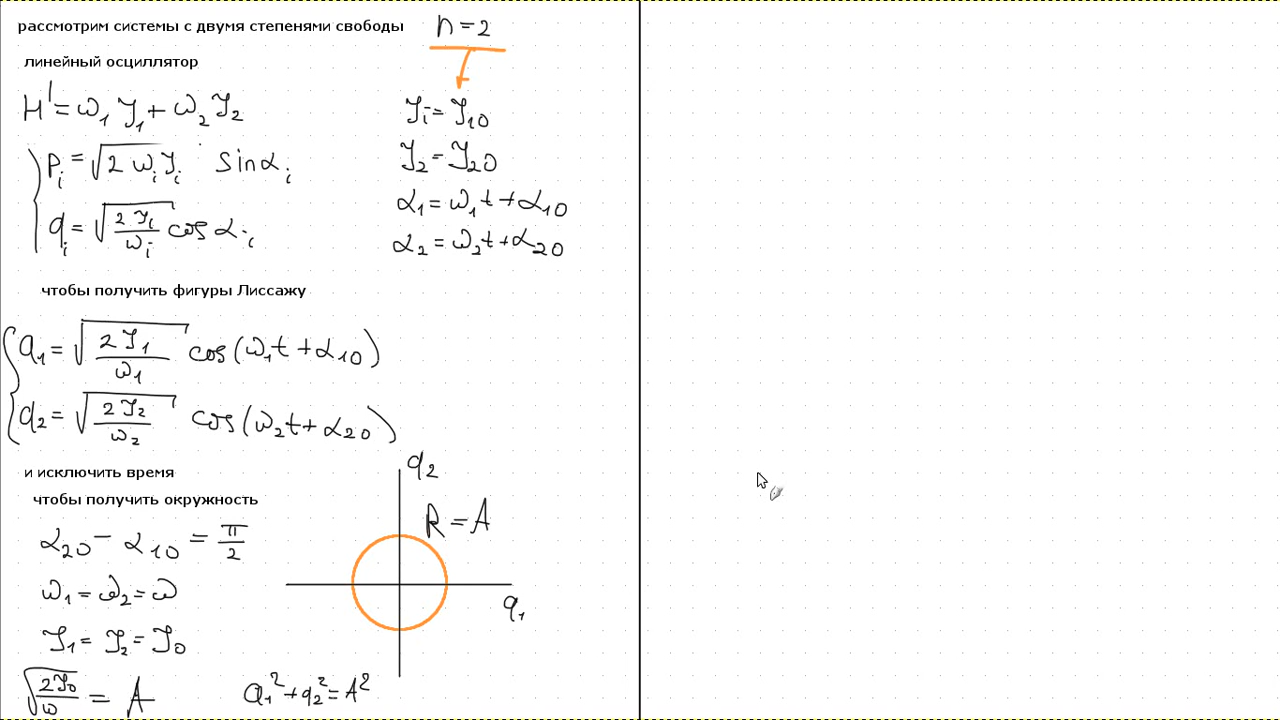 рассмотрим системы с двумя степенями свободы
n = 2
линейный осциллятор
H' = ω₁ J₁ + ω₂ J₂
Ji = J₁₀
J₂ = J₂₀
α₁ = ω₁t + α₁₀
α₂ = ω₂t + α₂₀
{ pᵢ = √(2 ωᵢ Jᵢ) sin αᵢ
qᵢ = √(2 Jᵢ / ωᵢ) cos αᵢ
чтобы получить фигуры Лиссажу
{ q₁ = √(2 J₁ / ω₁) cos(ω₁t + α₁₀)
q₂ = √(2 J₂ / ω₂) cos(ω₂t + α₂₀)
и исключить время
чтобы получить окружность
α₂₀ − α₁₀ = π/2
ω₁ = ω₂ = ω
J₁ = J₂ = J₀
√(2J₀ / ω) = A
q₂
R = A
q₁
q₁² + q₂² = A²